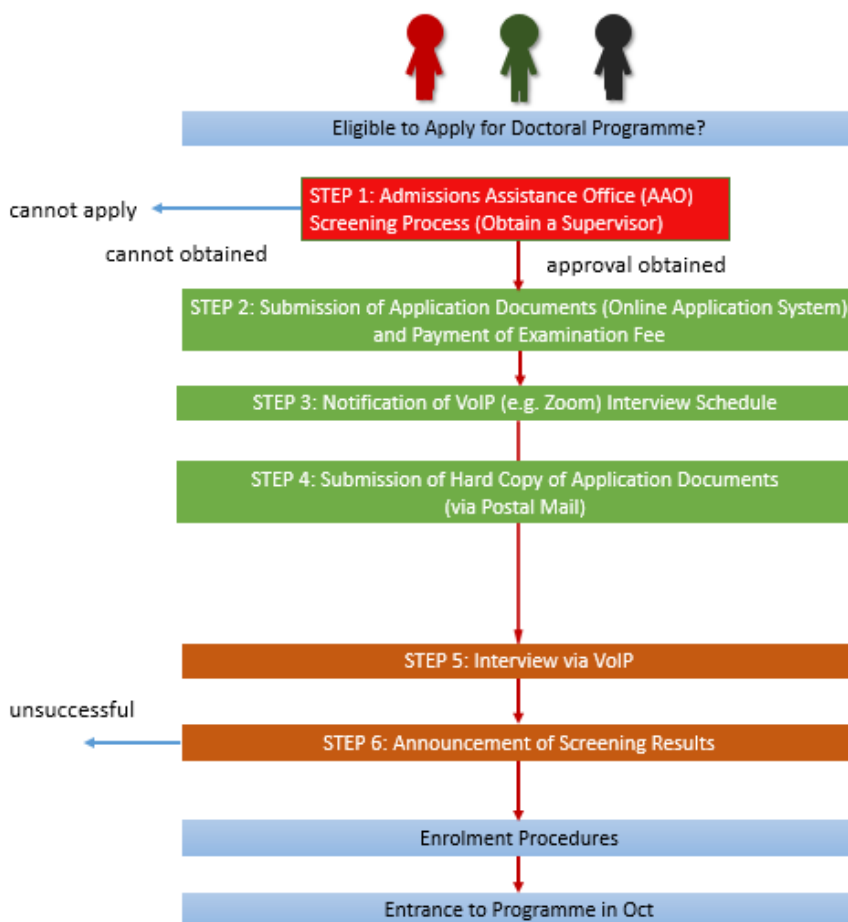 Eligible to Apply for Doctoral Programme?
STEP 1: Admissions Assistance Office (AAO)
Screening Process (Obtain a Supervisor)
cannot apply
cannot obtained
approval obtained
STEP 2: Submission of Application Documents (Online Application System)
and Payment of Examination Fee
STEP 3: Notification of VoIP (e.g. Zoom) Interview Schedule
STEP 4: Submission of Hard Copy of Application Documents
(via Postal Mail)
STEP 5: Interview via VoIP
unsuccessful
STEP 6: Announcement of Screening Results
Enrolment Procedures
Entrance to Programme in Oct